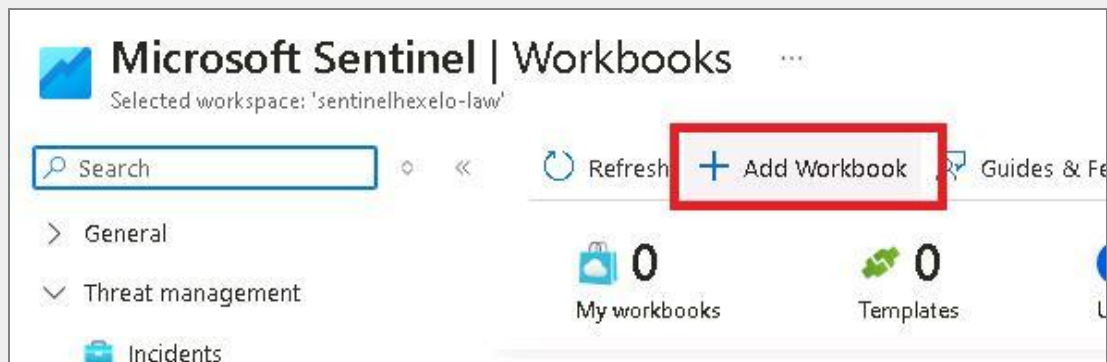 Microsoft Sentinel | Workbooks ...
Selected workspace: 'sentinelhexelo-law'
Search
Refresh
Add Workbook
Guides &
General
Threat management
Incidents
0
My workbooks
0
Templates